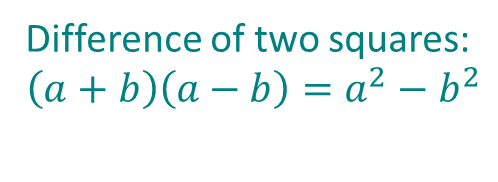 Difference of two squares:
(a + b)(a − b) = a² − b²